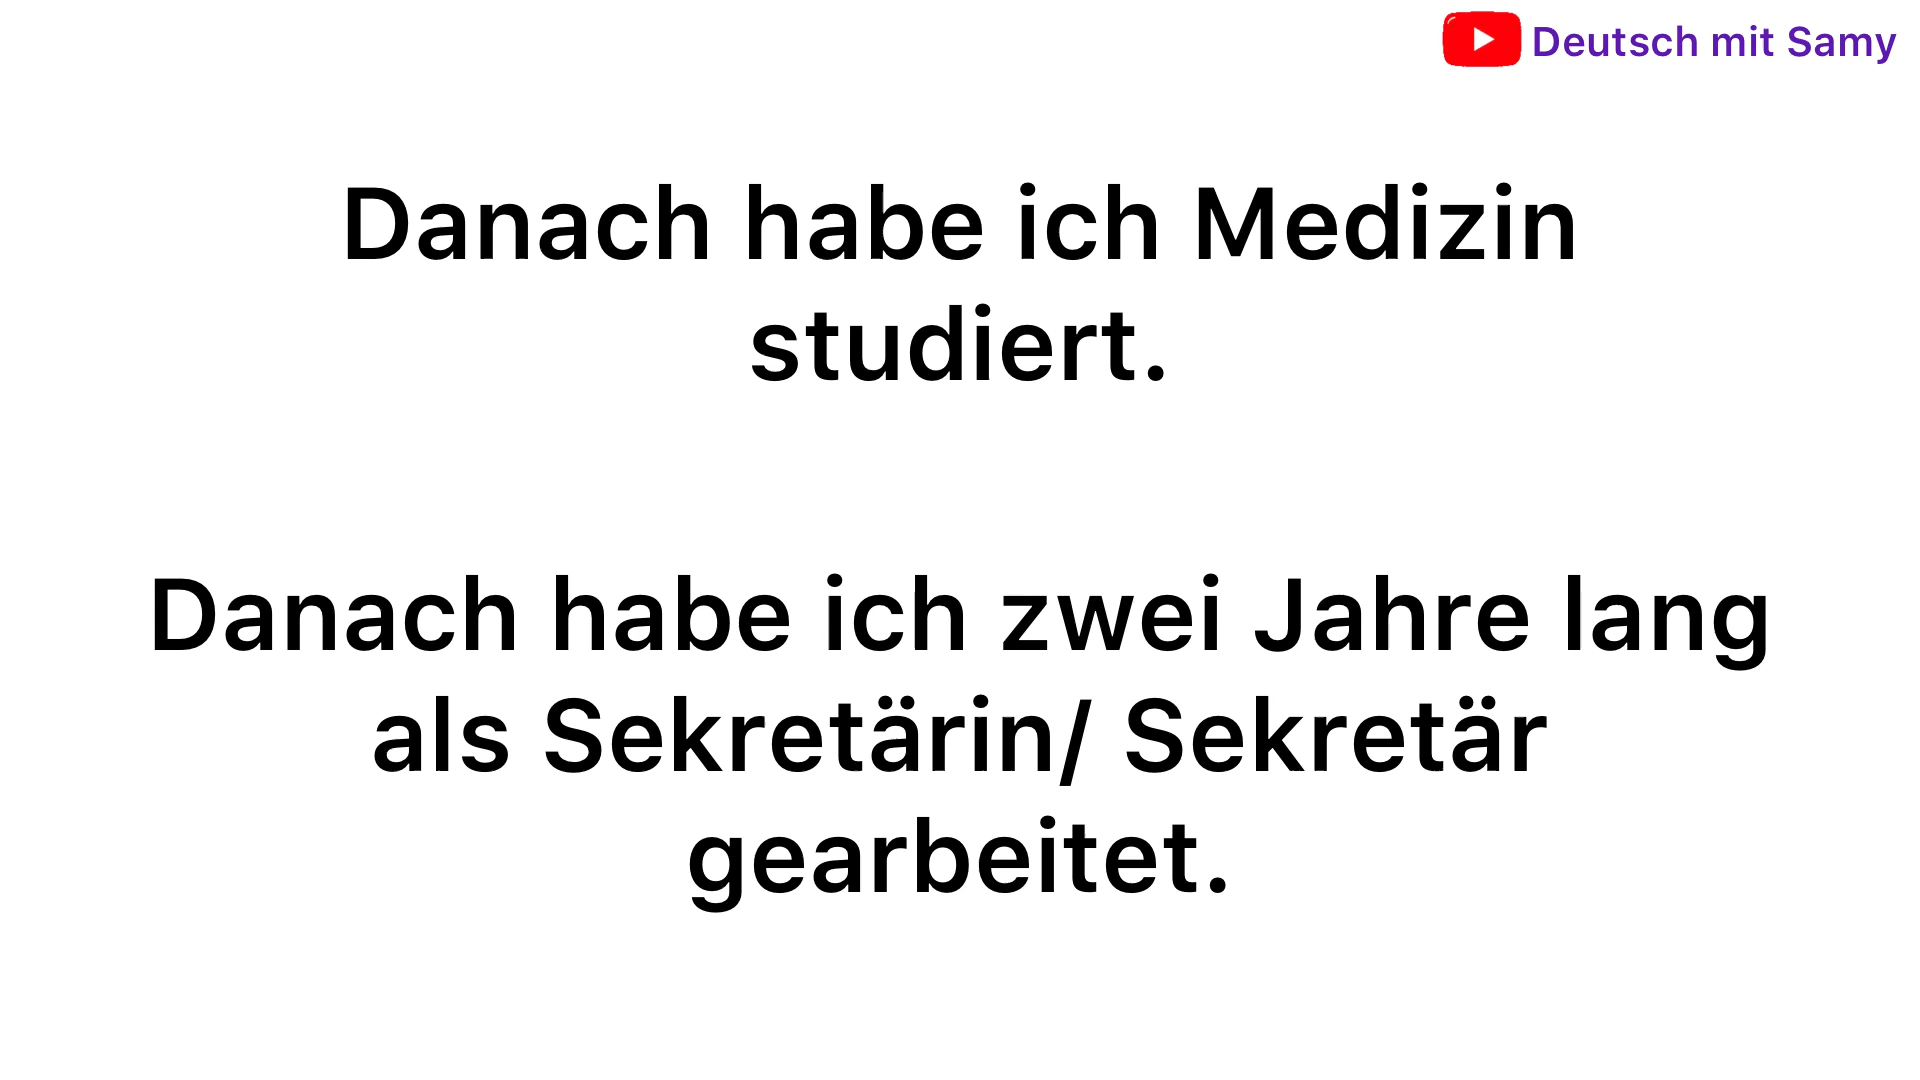 Deutsch mit Samy
Danach habe ich Medizin
studiert.
Danach habe ich zwei Jahre lang
als Sekretärin/ Sekretär
gearbeitet.